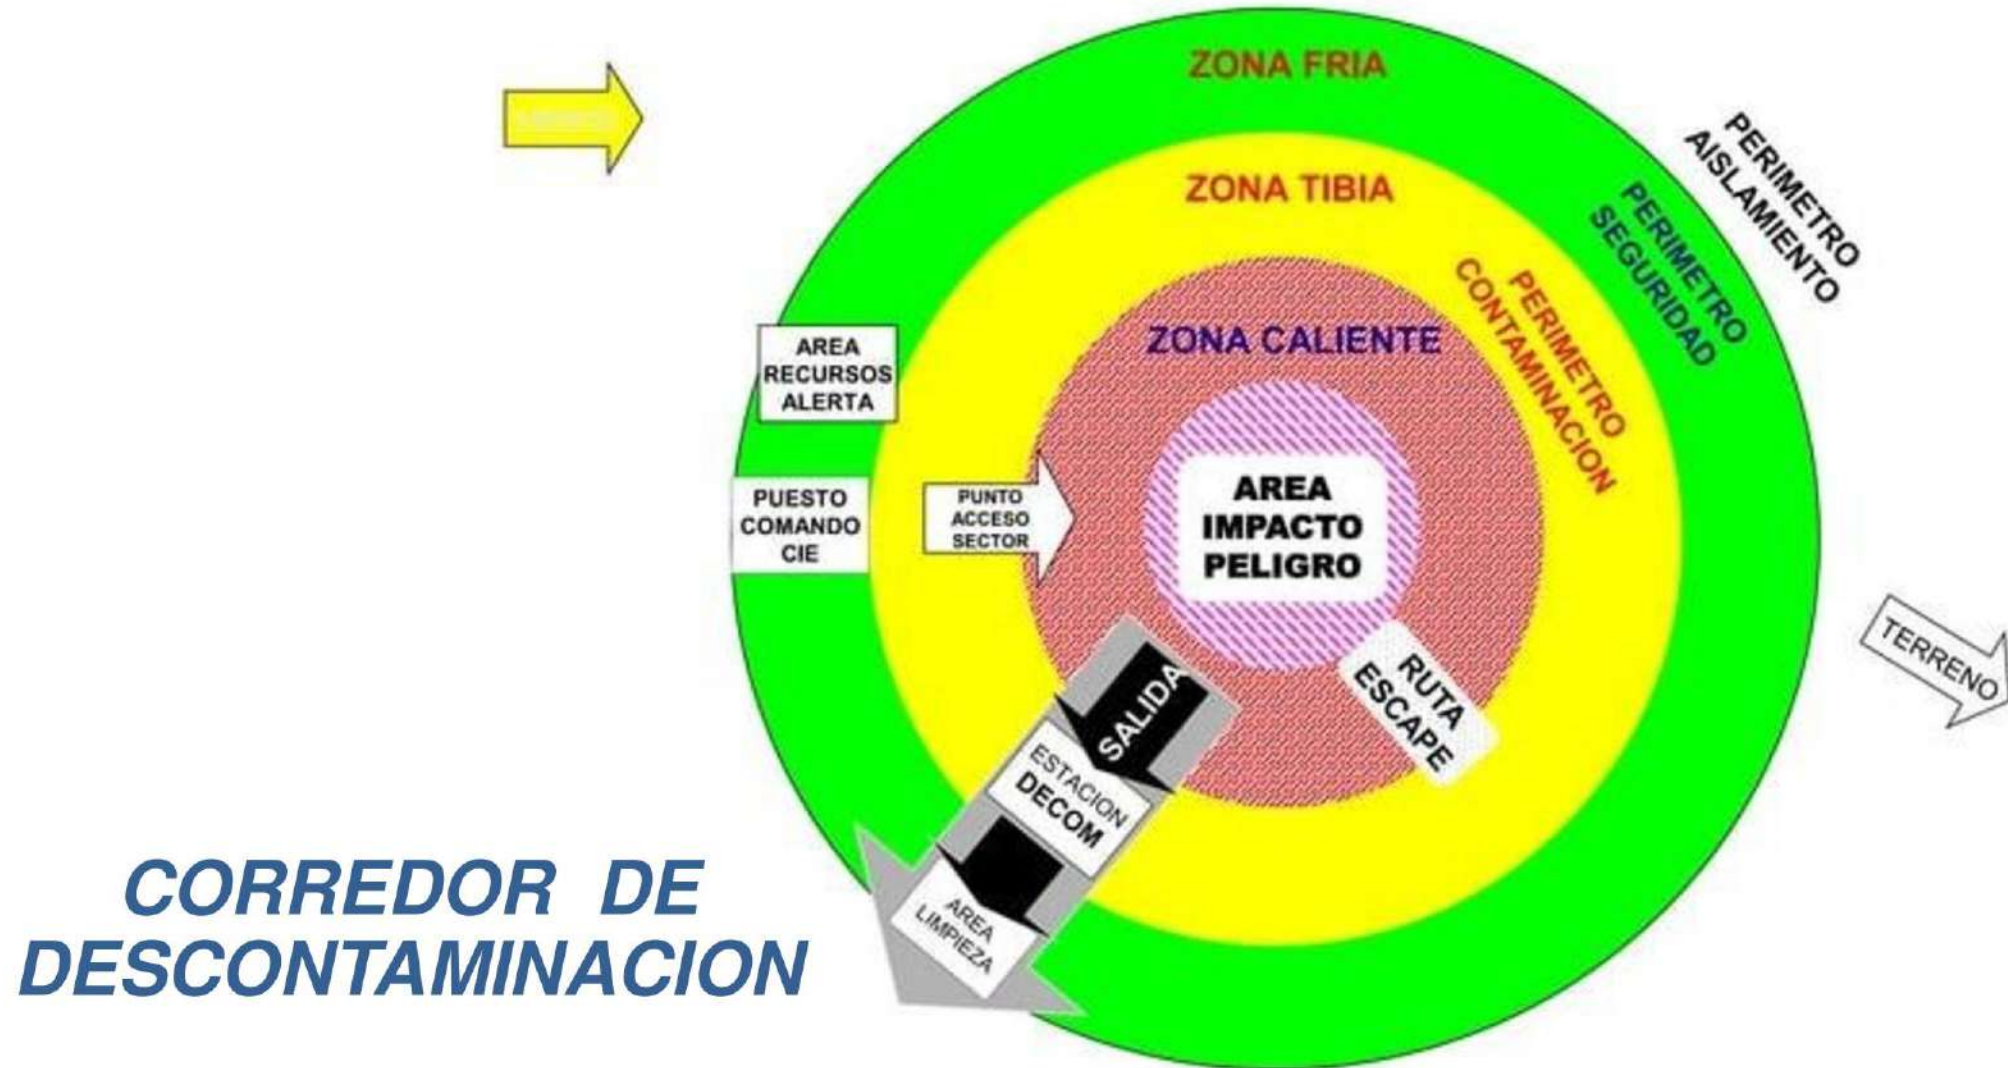 ZONA FRIA
PERIMETRO
AISLAMIENTO
ZONA TIBIA
PERIMETRO
SEGURIDAD
PERIMETRO
CONTAMINACION
ZONA CALIENTE
AREA
RECURSOS
ALERTA
PUESTO
COMANDO
CIE
PUNTO
ACCESO
SECTOR
AREA
IMPACTO
PELIGRO
TERRENO
RUTA
ESCAPE
SALIDA
ESTACION
DECOM
AREA
LIMPIEZA
CORREDOR DE
DESCONTAMINACION